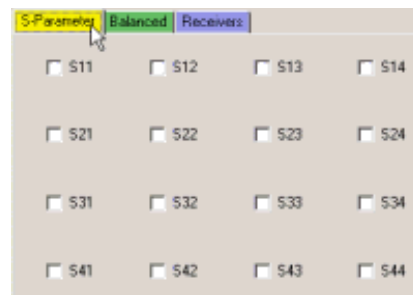 S-Parameter Balanced Receivers
S11 S12 S13 S14
S21 S22 S23 S24
S31 S32 S33 S34
S41 S42 S43 S44